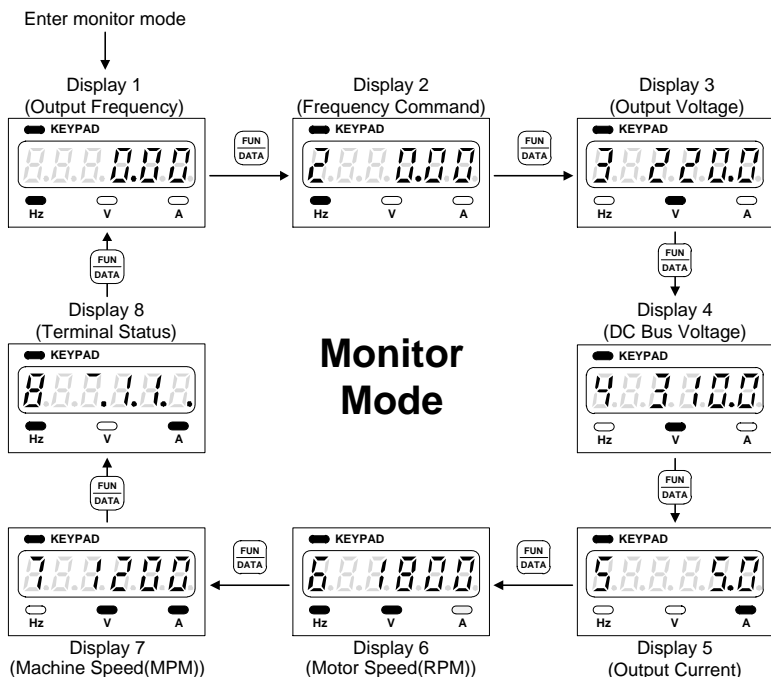 Enter monitor mode
Display 1
(Output Frequency)
KEYPAD
0.00
Hz V A
FUN
DATA
Display 2
(Frequency Command)
KEYPAD
2 0.00
Hz V A
FUN
DATA
Display 3
(Output Voltage)
KEYPAD
3 220.0
Hz V A
FUN
DATA
Display 4
(DC Bus Voltage)
KEYPAD
4 310.0
Hz V A
FUN
DATA
KEYPAD
5 5.0
Hz V A
Display 5
(Output Current)
FUN
DATA
KEYPAD
6 1800
Hz V A
Display 6
(Motor Speed(RPM))
FUN
DATA
KEYPAD
7 1200
Hz V A
Display 7
(Machine Speed(MPM))
FUN
DATA
Display 8
(Terminal Status)
KEYPAD
Hz V A
FUN
DATA
Monitor
Mode